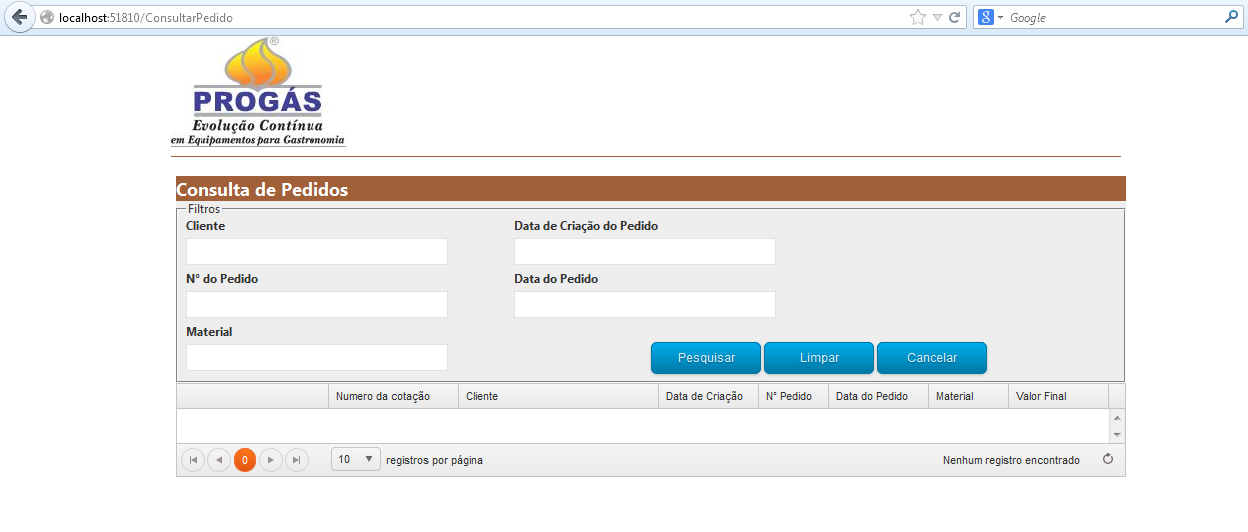 localhost:51810/ConsultarPedido
8
Google
®
PROGÁS
Evolução Contínua
em Equipamentos para Gastronomia
Consulta de Pedidos
Filtros
Cliente
Data de Criação do Pedido
N° do Pedido
Data do Pedido
Material
Pesquisar
Limpar
Cancelar
Numero da cotação
Cliente
Data de Criação
N° Pedido
Data do Pedido
Material
Valor Final
0
10
registros por página
Nenhum registro encontrado